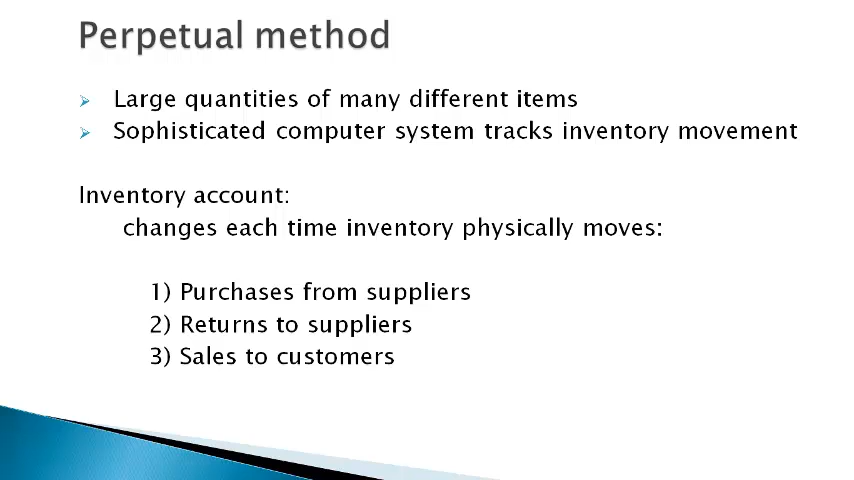 Perpetual method
Large quantities of many different items
Sophisticated computer system tracks inventory movement
Inventory account:
changes each time inventory physically moves:
1) Purchases from suppliers
2) Returns to suppliers
3) Sales to customers